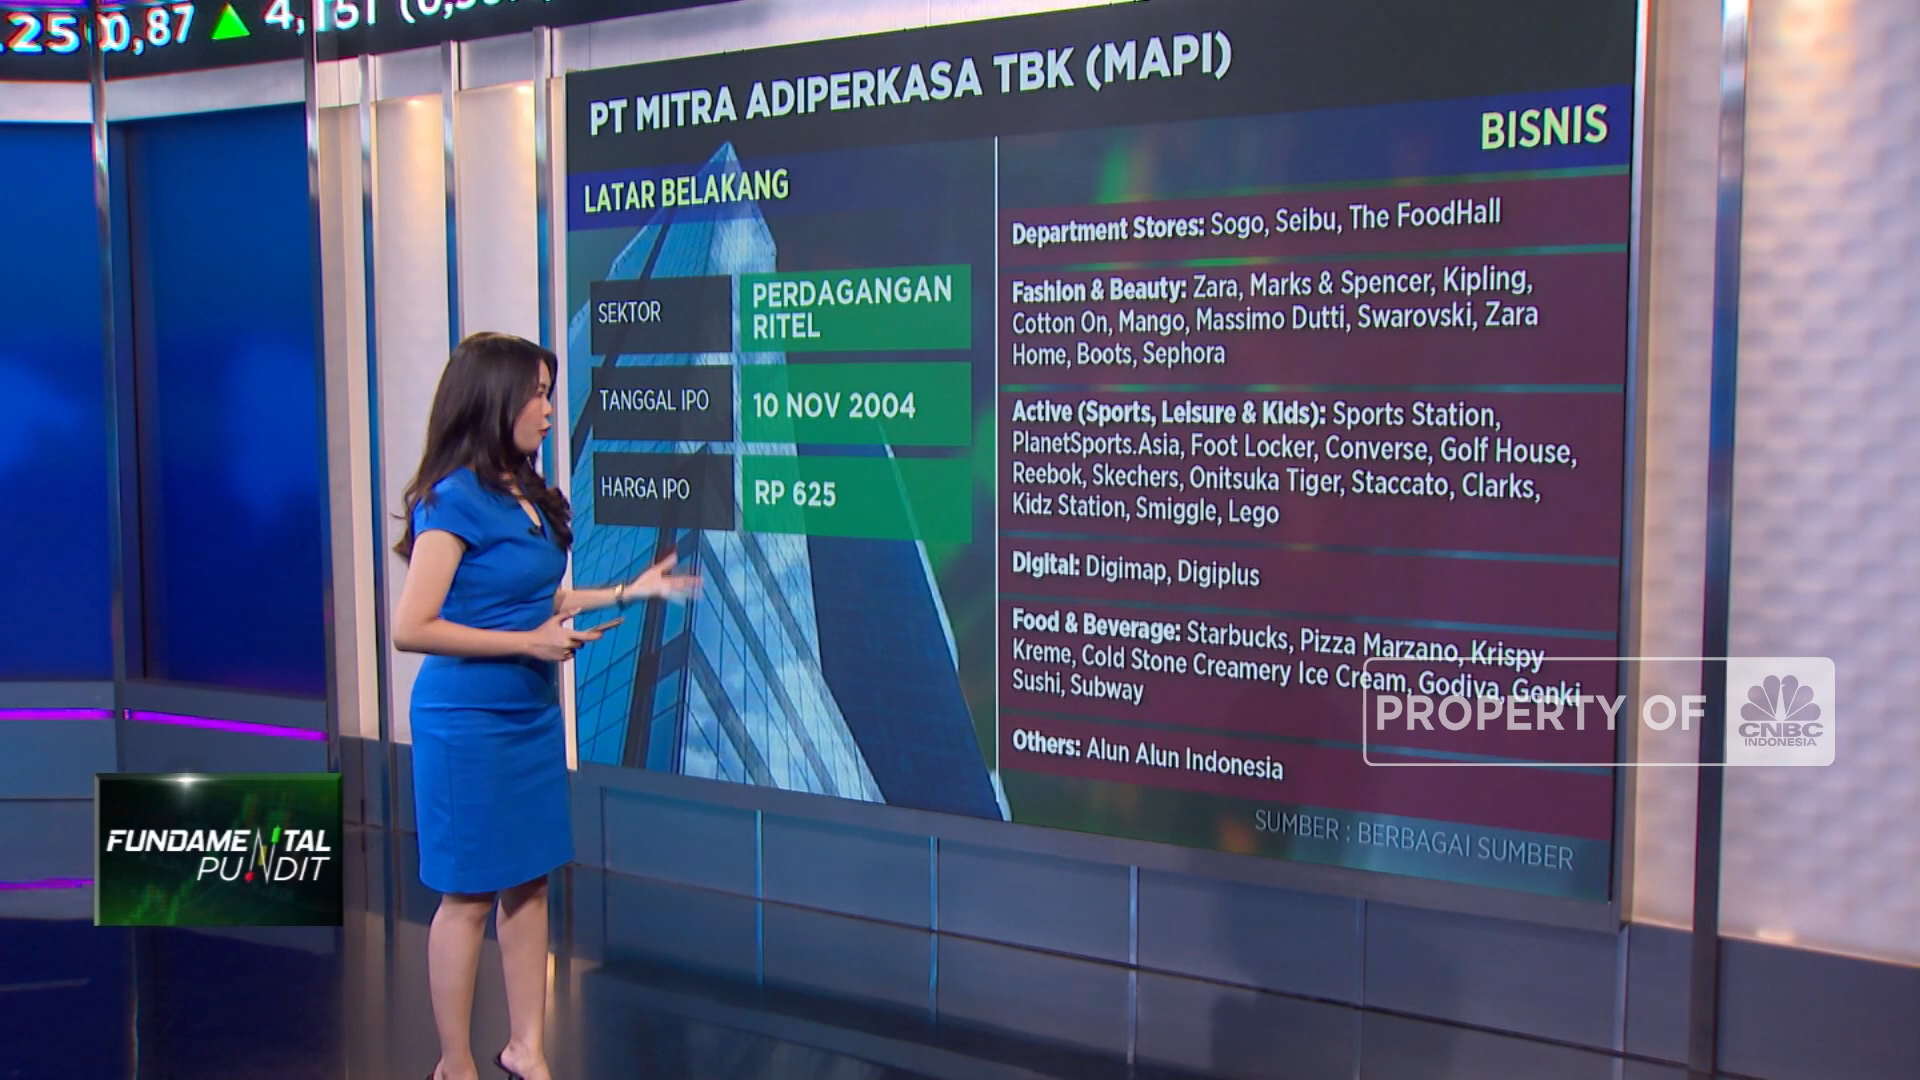 0,87 ▲ 4,151
PT MITRA ADIPERKASA TBK (MAPI)
LATAR BELAKANG
SEKTOR
PERDAGANGAN
RITEL
TANGGAL IPO
10 NOV 2004
HARGA IPO
RP 625
BISNIS
Department Stores: Sogo, Seibu, The FoodHall
Fashion & Beauty: Zara, Marks & Spencer, Kipling,
Cotton On, Mango, Massimo Dutti, Swarovski, Zara
Home, Boots, Sephora
Active (Sports, Leisure & Kids): Sports Station,
PlanetSports.Asia, Foot Locker, Converse, Golf House,
Reebok, Skechers, Onitsuka Tiger, Staccato, Clarks,
Kidz Station, Smiggle, Lego
Digital: Digimap, Digiplus
Food & Beverage: Starbucks, Pizza Marzano, Krispy
Kreme, Cold Stone Creamery Ice Cream, Godiva, Genki
Sushi, Subway
Others: Alun Alun Indonesia
SUMBER : BERBAGAI SUMBER
PROPERTY OF
CNBC
INDONESIA
FUNDAMENTAL
PUNDIT